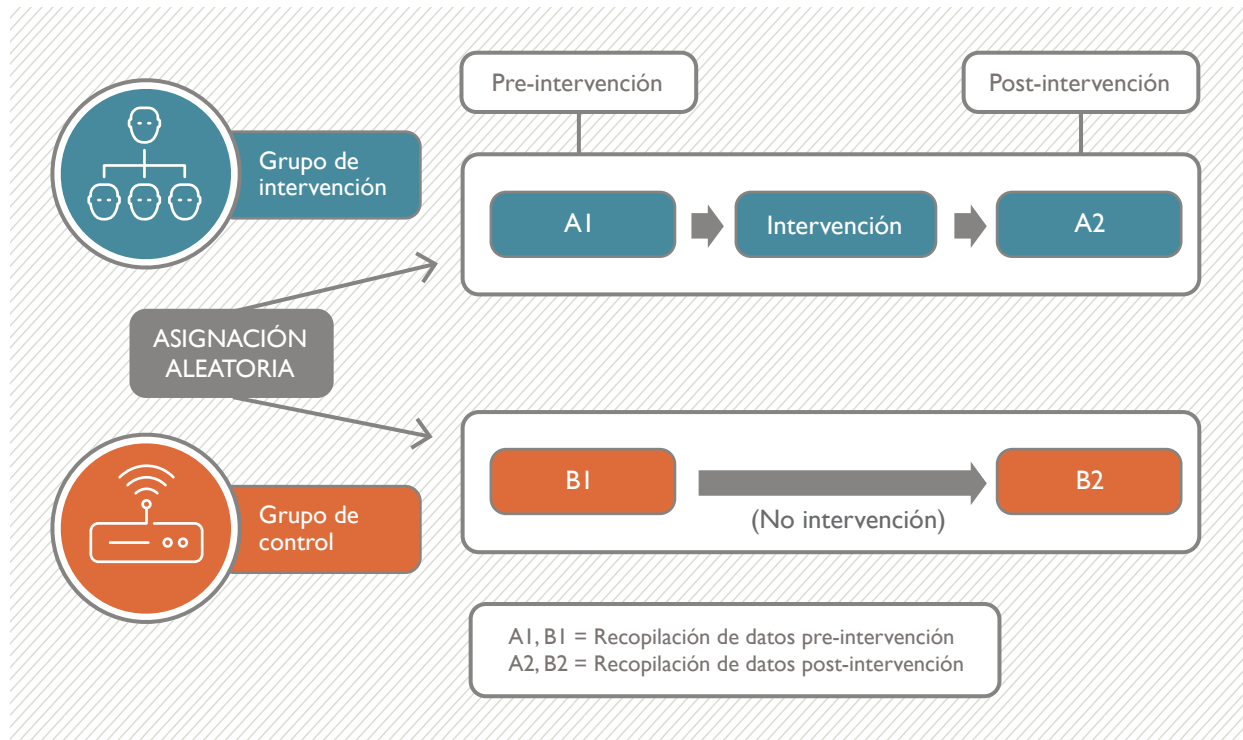 Pre-intervención
Post-intervención
Grupo de
intervención
A1
Intervención
A2
ASIGNACIÓN
ALEATORIA
B1
B2
(No intervención)
Grupo de
control
A1, B1 = Recopilación de datos pre-intervención
A2, B2 = Recopilación de datos post-intervención